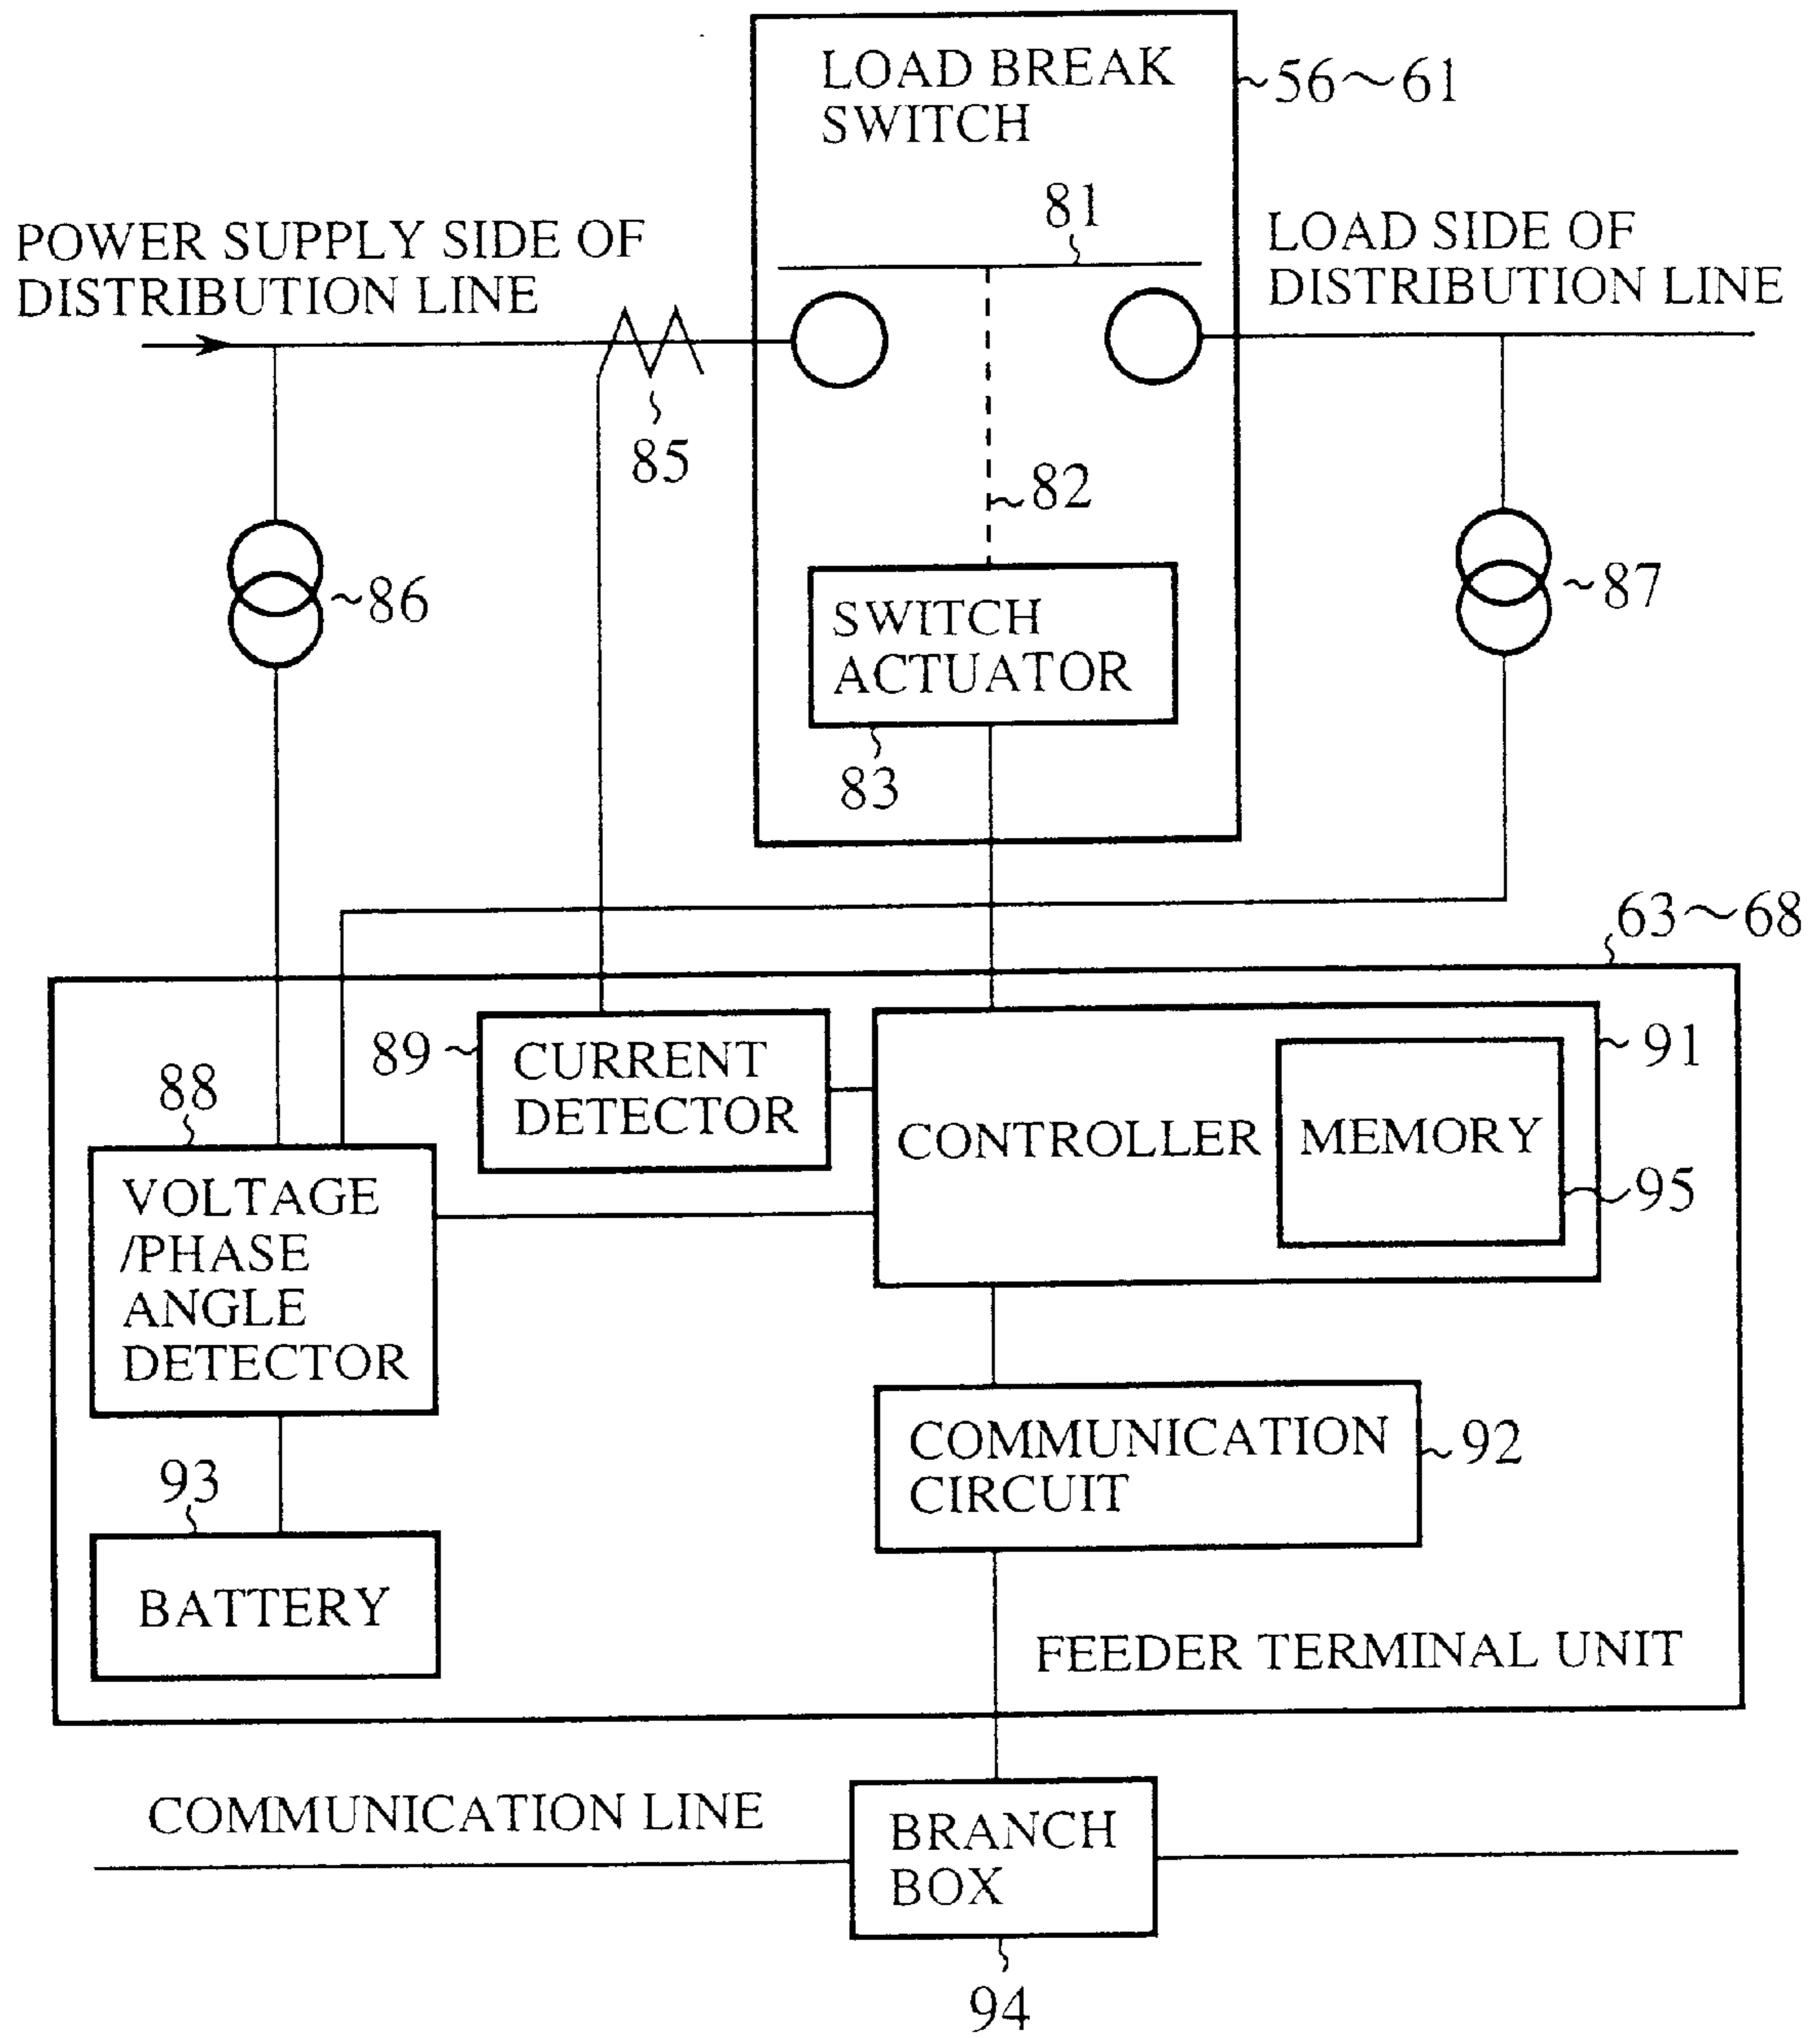 LOAD BREAK
SWITCH
56~61
81
POWER SUPPLY SIDE OF
DISTRIBUTION LINE
LOAD SIDE OF
DISTRIBUTION LINE
85
82
86
87
SWITCH
ACTUATOR
83
63~68
89
CURRENT
DETECTOR
91
88
CONTROLLER
MEMORY
95
VOLTAGE
/PHASE
ANGLE
DETECTOR
COMMUNICATION
CIRCUIT
92
93
BATTERY
FEEDER TERMINAL UNIT
COMMUNICATION LINE
BRANCH
BOX
94